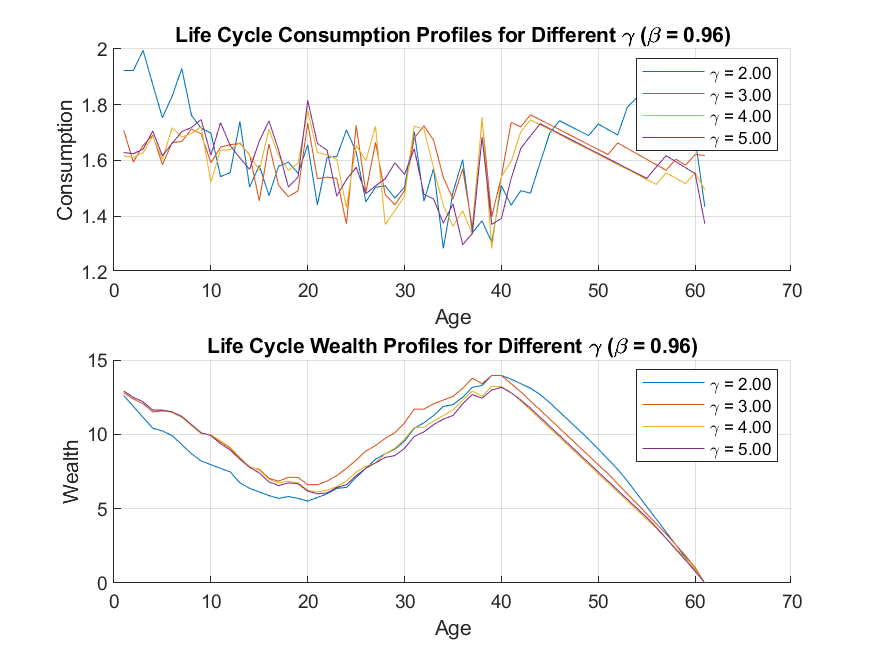 Life Cycle Consumption Profiles for Different γ (β = 0.96)
2
1.8
1.6
1.4
1.2
Consumption
γ = 2.00
γ = 3.00
γ = 4.00
γ = 5.00
0 10 20 30 40 50 60 70
Age
Life Cycle Wealth Profiles for Different γ (β = 0.96)
15
10
5
0
Wealth
γ = 2.00
γ = 3.00
γ = 4.00
γ = 5.00
0 10 20 30 40 50 60 70
Age